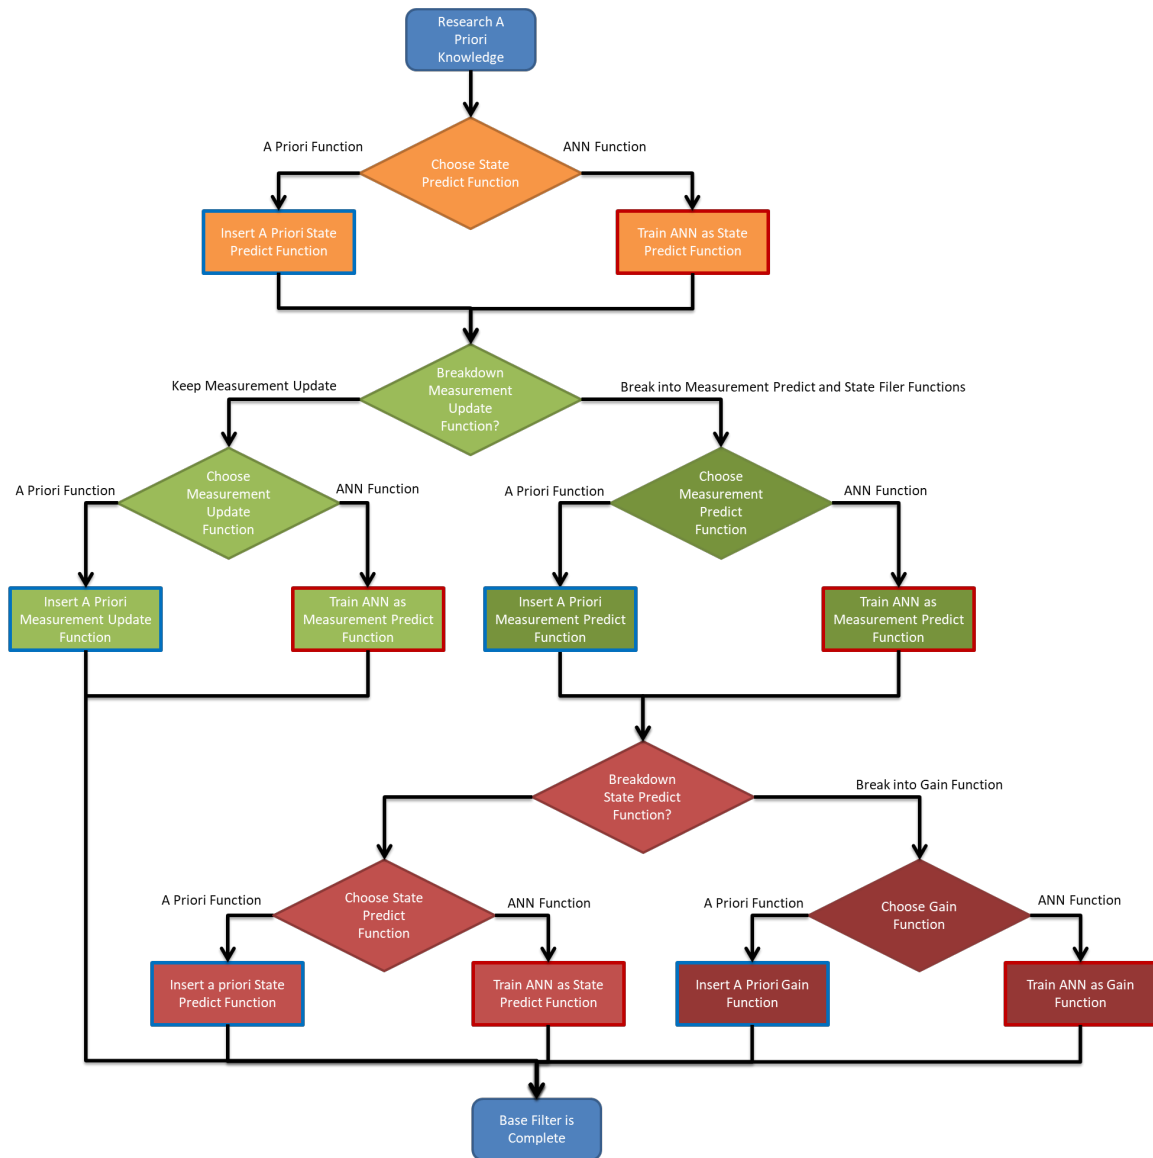 Research A
Priori
Knowledge
A Priori Function
ANN Function
Choose State
Predict Function
Insert A Priori State
Predict Function
Train ANN as State
Predict Function
Keep Measurement Update
Breakdown
Measurement
Update
Function?
Break into Measurement Predict and State Filer Functions
A Priori Function
Choose
Measurement
Update
Function
ANN Function
A Priori Function
Choose
Measurement
Predict
Function
ANN Function
Insert A Priori
Measurement Update
Function
Train ANN as
Measurement Predict
Function
Insert A Priori
Measurement Predict
Function
Train ANN as
Measurement Predict
Function
Breakdown
State Predict
Function?
Break into Gain Function
A Priori Function
Choose State
Predict
Function
ANN Function
A Priori Function
Choose Gain
Function
ANN Function
Insert a priori State
Predict Function
Train ANN as State
Predict Function
Insert A Priori Gain
Function
Train ANN as Gain
Function
Base Filter is
Complete